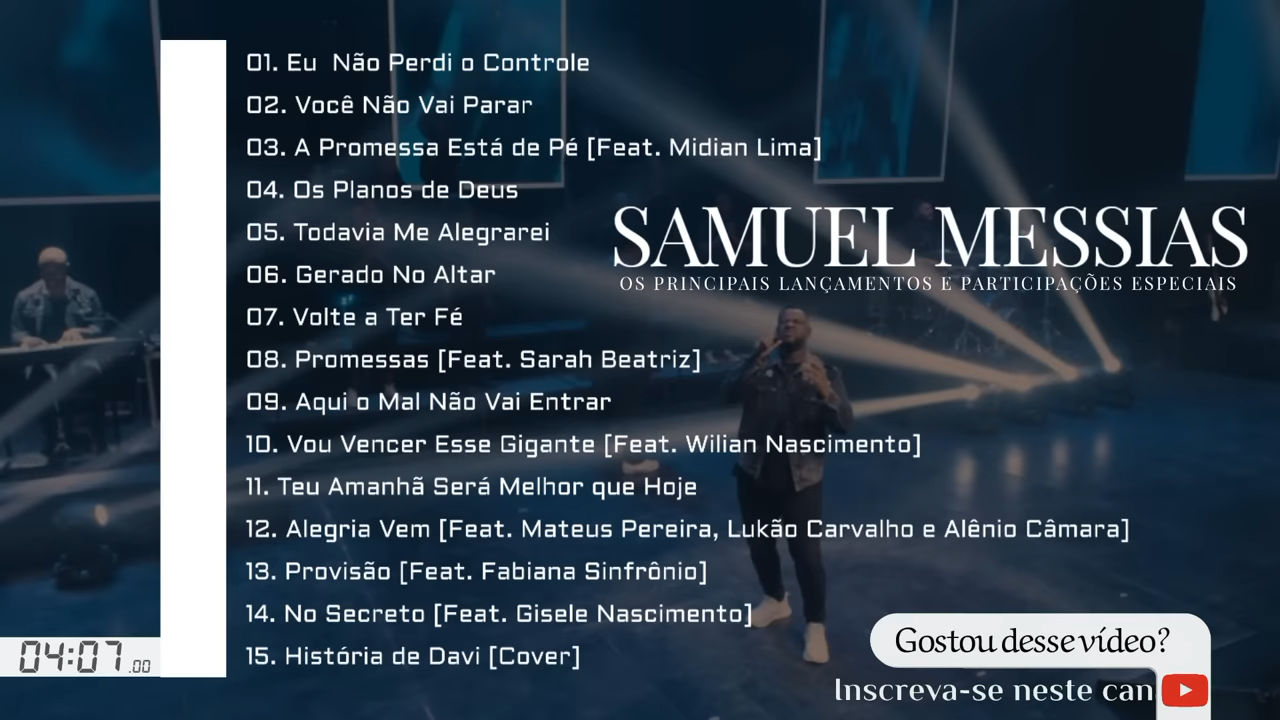 01. Eu Não Perdi o Controle
02. Você Não Vai Parar
03. A Promessa Está de Pé [Feat. Midian Lima]
04. Os Planos de Deus
05. Todavia Me Alegrarei
06. Gerado No Altar
07. Volte a Ter Fé
08. Promessas [Feat. Sarah Beatriz]
09. Aqui o Mal Não Vai Entrar
10. Vou Vencer Esse Gigante [Feat. Wilian Nascimento]
11. Teu Amanhã Será Melhor que Hoje
12. Alegria Vem [Feat. Mateus Pereira, Lukão Carvalho e Alênio Câmara]
13. Provisão [Feat. Fabiana Sinfrônio]
14. No Secreto [Feat. Gisele Nascimento]
15. História de Davi [Cover]
SAMUEL MESSIAS
OS PRINCIPAIS LANÇAMENTOS E PARTICIPAÇÕES ESPECIAIS
04:07.00
Gostou desse vídeo?
Inscreva-se neste can